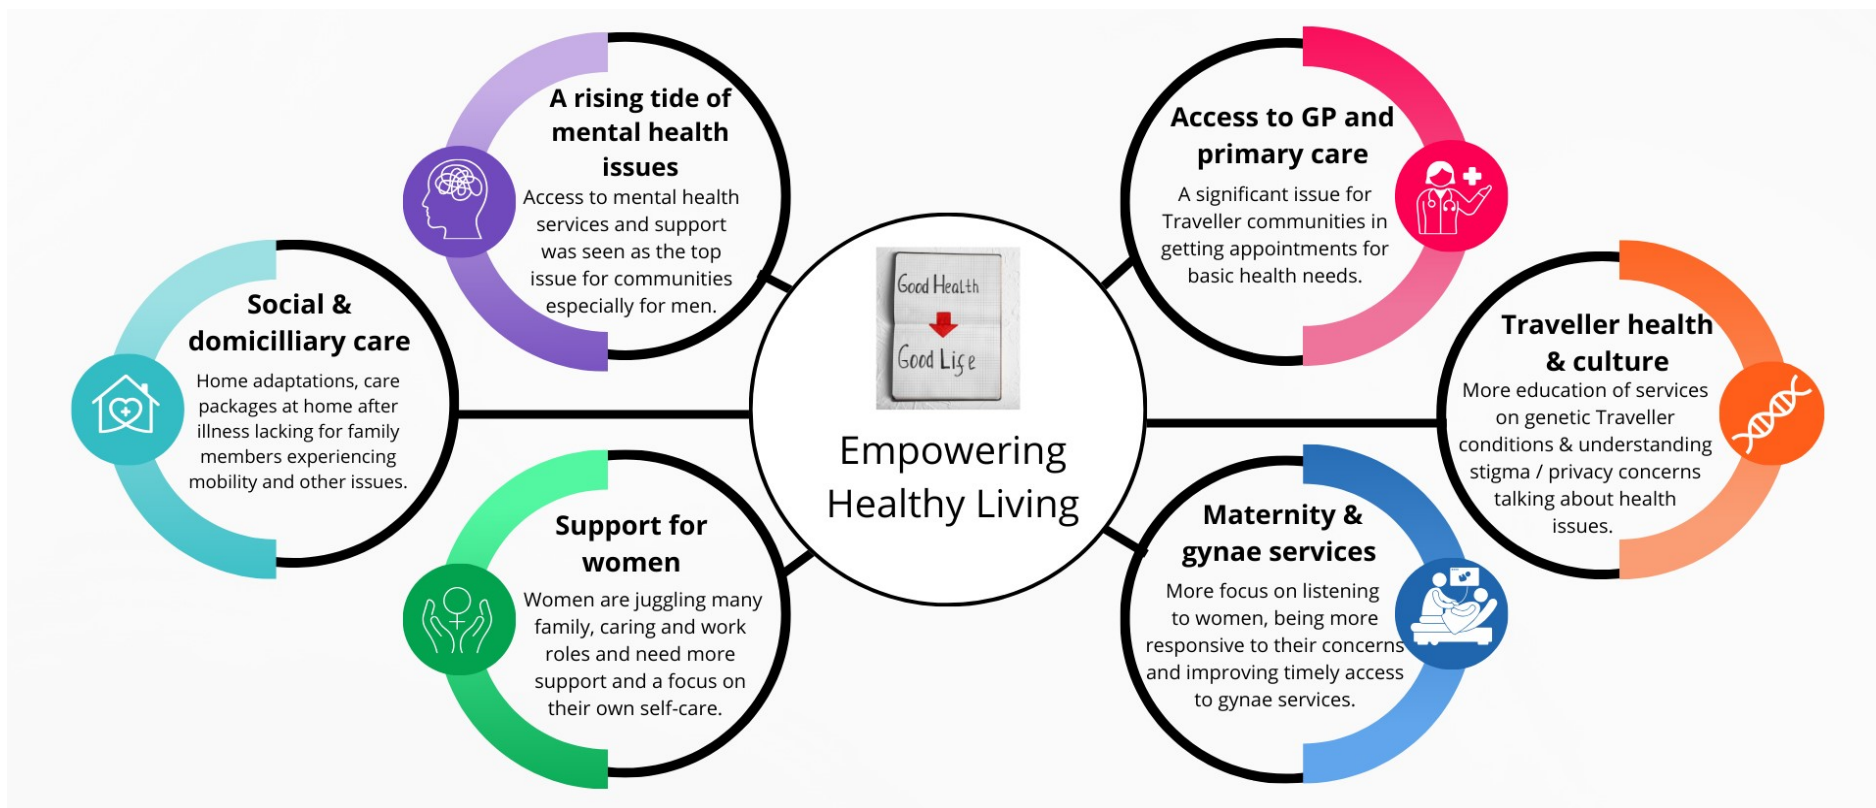 A rising tide of
mental health
issues
Access to mental health
services and support
was seen as the top
issue for communities
especially for men.
Access to GP and
primary care
A significant issue for
Traveller communities in
getting appointments for
basic health needs.
Social &
domicilliary care
Home adaptations, care
packages at home after
illness lacking for family
members experiencing
mobility and other issues.
Good Health
Good Life
Empowering
Healthy Living
Traveller health
& culture
More education of services
on genetic Traveller
conditions & understanding
stigma / privacy concerns
talking about health
issues.
Support for
women
Women are juggling many
family, caring and work
roles and need more
support and a focus on
their own self-care.
Maternity &
gynae services
More focus on listening
to women, being more
responsive to their concerns
and improving timely access
to gynae services.